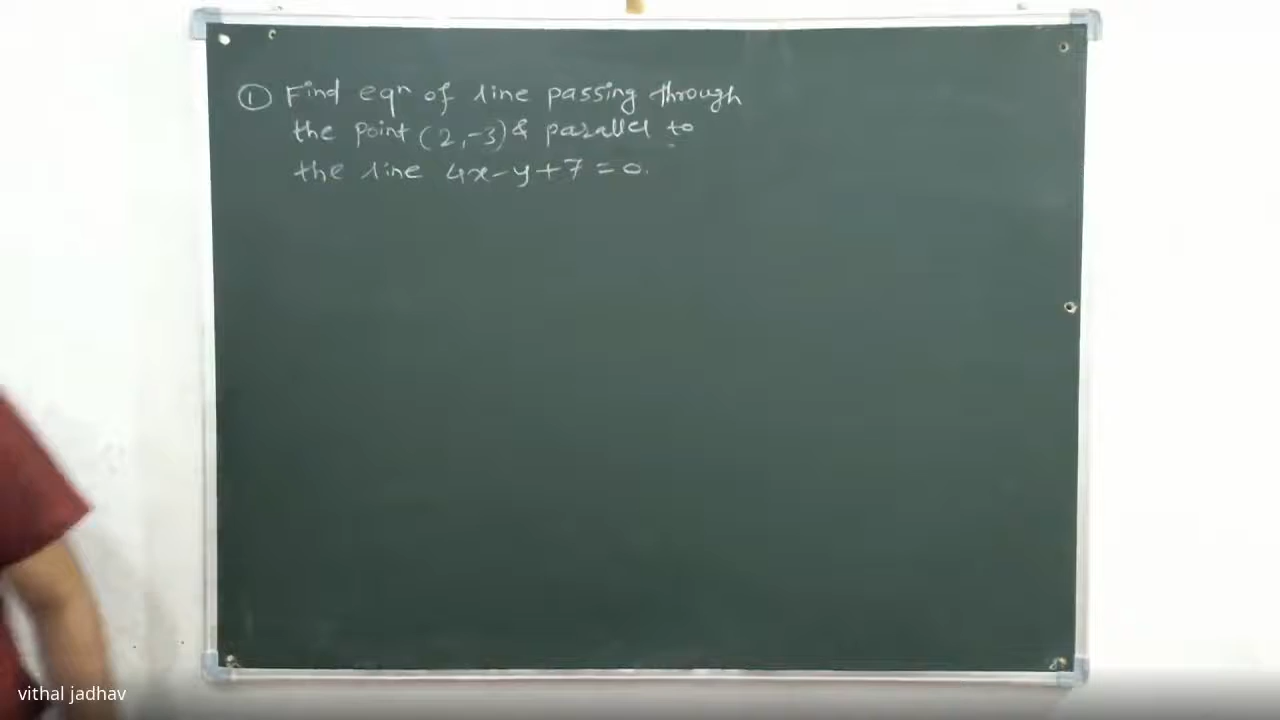 ① Find eqn of line passing through
the point (2,-3) & parallel to
the line 4x-y+7=0.
vithal jadhav